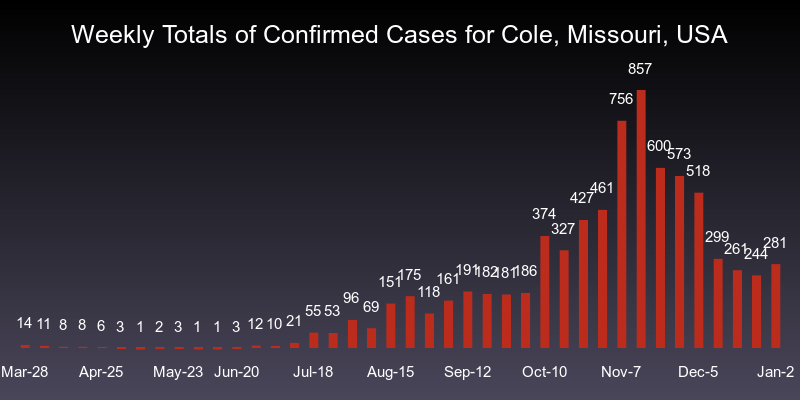 Weekly Totals of Confirmed Cases for Cole, Missouri, USA
14 11 8 8 6 3 1 2 3 1 1 3 12 10 21 55 53 96 69 151 175 118 161 191 182 181 186 374 327 427 461 756 857 600 573 518 299 261 244 281
Mar-28 Apr-25 May-23 Jun-20 Jul-18 Aug-15 Sep-12 Oct-10 Nov-7 Dec-5 Jan-2